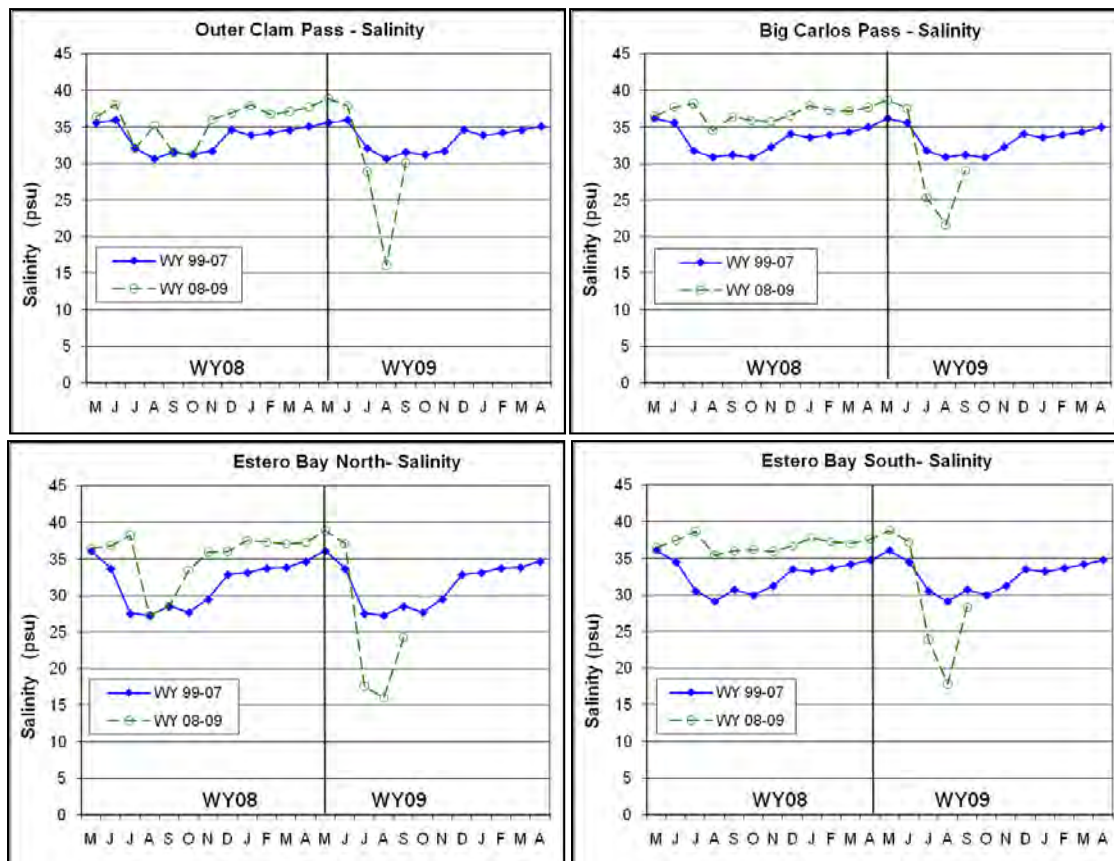 Outer Clam Pass - Salinity
45
40
35
30
25
20
15
10
5
0
Salinity (psu)
WY 99-07
WY 08-09
WY08 WY09
M J J A S O N D J F M A M J J A S O N D J F M A
Big Carlos Pass - Salinity
45
40
35
30
25
20
15
10
5
0
Salinity (psu)
WY 99-07
WY 08-09
WY08 WY09
M J J A S O N D J F M A M J J A S O N D J F M A
Estero Bay North- Salinity
45
40
35
30
25
20
15
10
5
0
Salinity (psu)
WY 99-07
WY 08-09
WY08 WY09
M J J A S O N D J F M A M J J A S O N D J F M A
Estero Bay South- Salinity
45
40
35
30
25
20
15
10
5
0
Salinity (psu)
WY 99-07
WY 08-09
WY08 WY09
M J J A S O N D J F M A M J J A S O N D J F M A